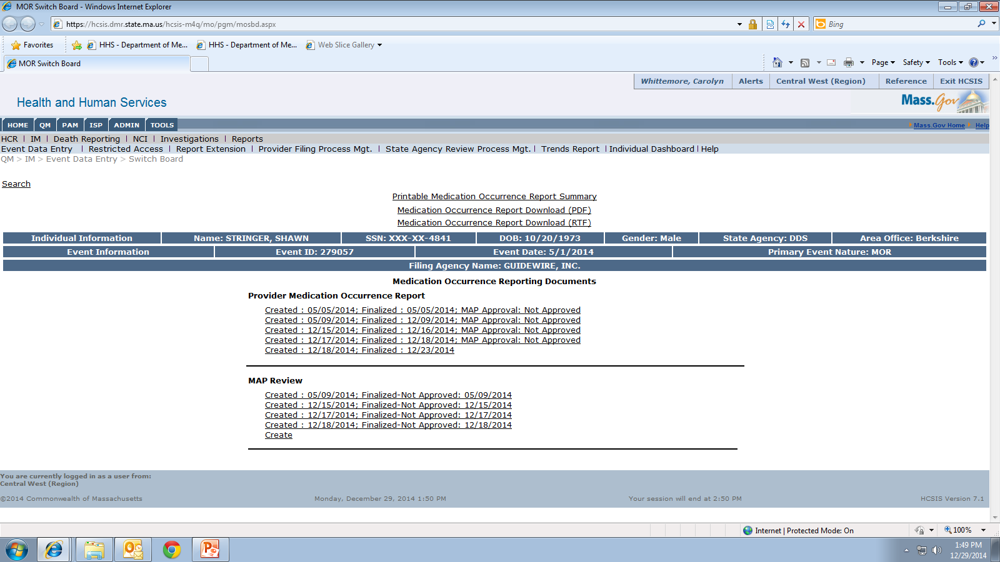 MOR Switch Board - Windows Internet Explorer
https://hcsis.dmr.state.ma.us/hcsis-m4q/mo/pgm/mosbd.aspx
Bing
Favorites
HHS - Department of Me...
HHS - Department of Me...
Web Slice Gallery
MOR Switch Board
Page
Safety
Tools
Whittemore, Carolyn
Alerts
Central West (Region)
Reference
Exit HCSIS
Health and Human Services
Mass.Gov
HOME QM PAM ISP ADMIN TOOLS
Mass.Gov Home
Help
HCR | IM | Death Reporting | NCI | Investigations | Reports
Event Data Entry | Restricted Access | Report Extension | Provider Filing Process Mgt. | State Agency Review Process Mgt. | Trends Report | Individual Dashboard | Help
QM > IM > Event Data Entry > Switch Board
Search
Printable Medication Occurrence Report Summary
Medication Occurrence Report Download (PDF)
Medication Occurrence Report Download (RTF)
Individual Information
Name: STRINGER, SHAWN
SSN: XXX-XX-4841
DOB: 10/20/1973
Gender: Male
State Agency: DDS
Area Office: Berkshire
Event Information
Event ID: 279057
Event Date: 5/1/2014
Primary Event Nature: MOR
Filing Agency Name: GUIDEWIRE, INC.
Medication Occurrence Reporting Documents
Provider Medication Occurrence Report
Created : 05/05/2014; Finalized : 05/05/2014; MAP Approval: Not Approved
Created : 05/09/2014; Finalized : 12/09/2014; MAP Approval: Not Approved
Created : 12/15/2014; Finalized : 12/16/2014; MAP Approval: Not Approved
Created : 12/17/2014; Finalized : 12/18/2014; MAP Approval: Not Approved
Created : 12/18/2014; Finalized : 12/23/2014
MAP Review
Created : 05/09/2014; Finalized-Not Approved: 05/09/2014
Created : 12/15/2014; Finalized-Not Approved: 12/15/2014
Created : 12/17/2014; Finalized-Not Approved: 12/17/2014
Created : 12/18/2014; Finalized-Not Approved: 12/18/2014
Create
You are currently logged in as a user from:
Central West (Region)
©2014 Commonwealth of Massachusetts
Monday, December 29, 2014 1:50 PM
Your session will end at 2:50 PM
HCSIS Version 7.1
Internet | Protected Mode: On
100%
1:49 PM
12/29/2014